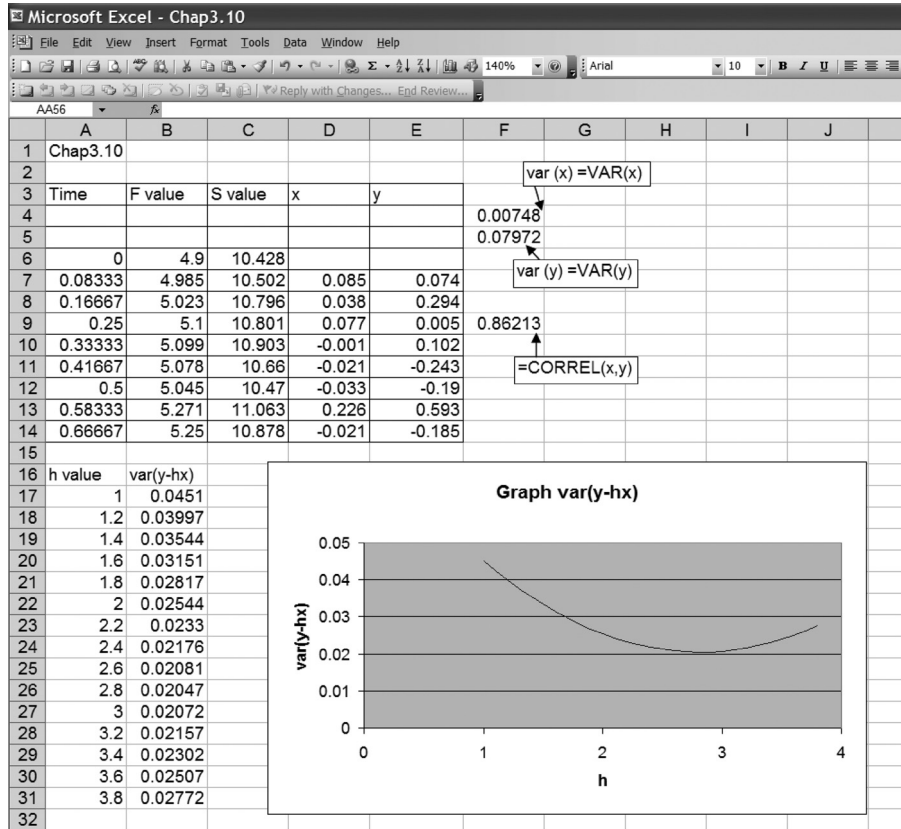 Microsoft Excel - Chap3.10
File Edit View Insert Format Tools Data Window Help
140% Arial 10 B I U
Reply with Changes... End Review...
AA56 fx
A B C D E F G H I J
1 Chap3.10
2 var (x) =VAR(x)
3 Time F value S value x y
4 0.00748
5 0.07972
6 0 4.9 10.428
var (y) =VAR(y)
7 0.08333 4.985 10.502 0.085 0.074
8 0.16667 5.023 10.796 0.038 0.294
9 0.25 5.1 10.801 0.077 0.005 0.86213
10 0.33333 5.099 10.903 -0.001 0.102
11 0.41667 5.078 10.66 -0.021 -0.243 =CORREL(x,y)
12 0.5 5.045 10.47 -0.033 -0.19
13 0.58333 5.271 11.063 0.226 0.593
14 0.66667 5.25 10.878 -0.021 -0.185
15
16 h value var(y-hx)
17 1 0.0451
18 1.2 0.03997
19 1.4 0.03544
20 1.6 0.03151
21 1.8 0.02817
22 2 0.02544
23 2.2 0.0233
24 2.4 0.02176
25 2.6 0.02081
26 2.8 0.02047
27 3 0.02072
28 3.2 0.02157
29 3.4 0.02302
30 3.6 0.02507
31 3.8 0.02772
32
Graph var(y-hx)
var(y-hx)
0.05
0.04
0.03
0.02
0.01
0
0 1 2 3 4
h